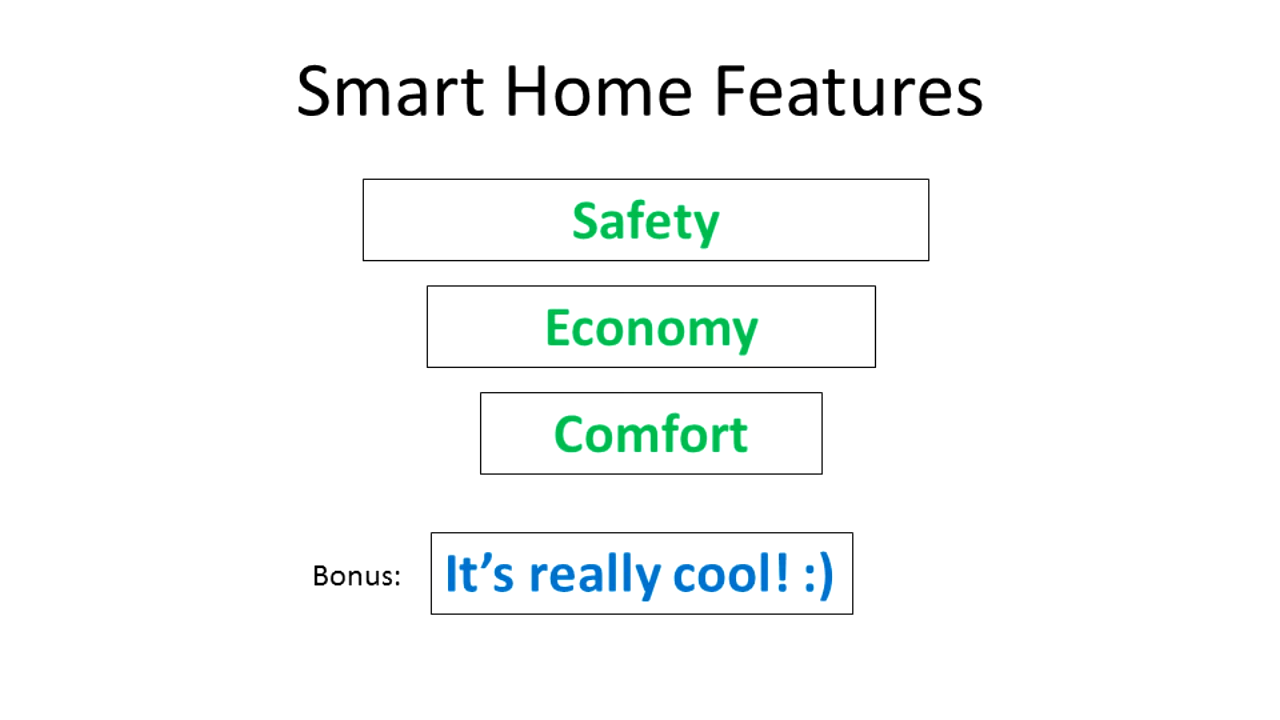 Smart Home Features
Safety
Economy
Comfort
Bonus: It’s really cool! :)